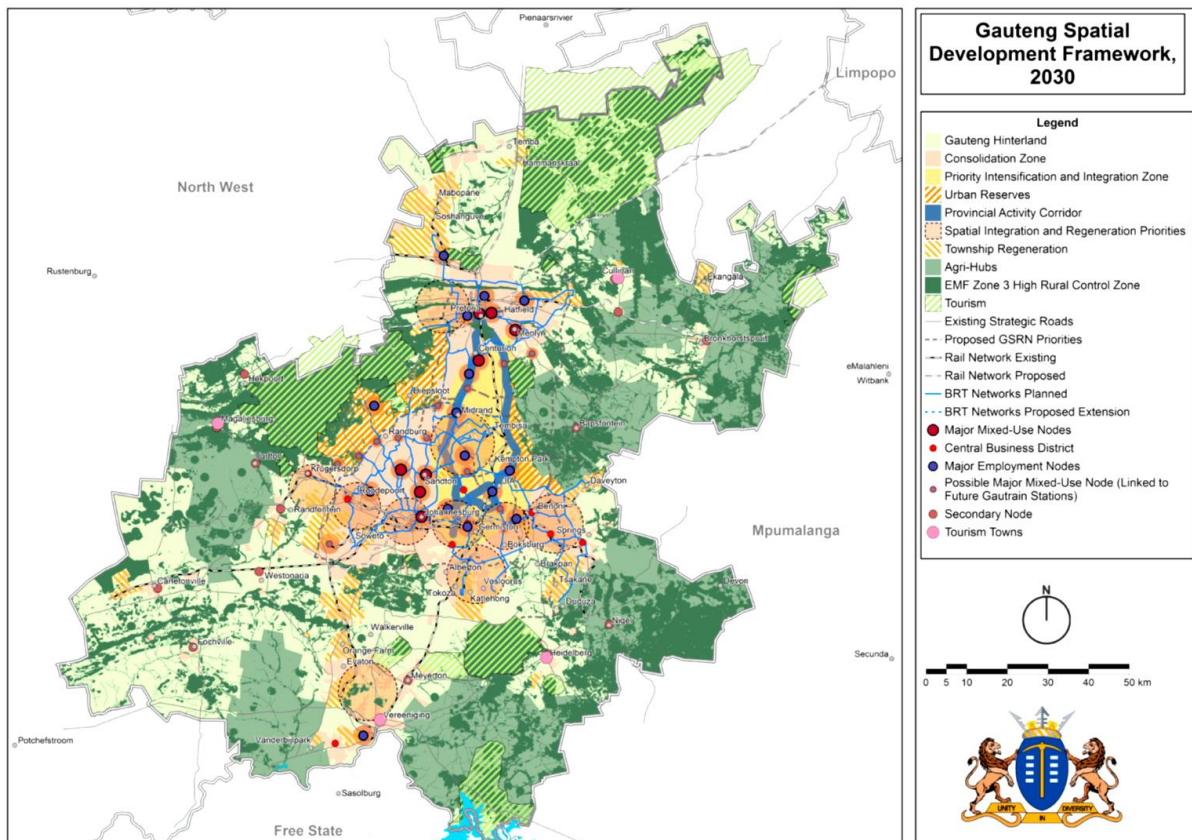 Pienaarsrivier
Limpopo
Temba
Hammanskraal
North West
Mabopane
Soshanguve
Rustenburg
Cullinan
Ekangala
Hatfield
Menlyn
Bronkhorstspruit
Centurion
eMalahleni
Witbank
Hekpoort
Diepsloot
Magaliesburg
Midrand
Randburg
Tembisa
Bapsfontein
Kempton Park
Krugersdorp
Sandton
Daveyton
Roodepoort
Randfontein
Johannesburg
Benoni
Germiston
Springs
Mpumalanga
Soweto
Boksburg
Brakpan
Alberton
Carletonville
Westonaria
Vosloorus
Tsakane
Devon
Tokoza
Katlehong
Duduza
Nigel
Walkerville
Fochville
Orange Farm
Evaton
Heidelberg
Secunda
Meyerton
Vereeniging
Potchefstroom
Vanderbijlpark
Sasolburg
Free State
Gauteng Spatial
Development Framework,
2030
Legend
Gauteng Hinterland
Consolidation Zone
Priority Intensification and Integration Zone
Urban Reserves
Provincial Activity Corridor
Spatial Integration and Regeneration Priorities
Township Regeneration
Agri-Hubs
EMF Zone 3 High Rural Control Zone
Tourism
Existing Strategic Roads
Proposed GSRN Priorities
Rail Network Existing
Rail Network Proposed
BRT Networks Planned
BRT Networks Proposed Extension
Major Mixed-Use Nodes
Central Business District
Major Employment Nodes
Possible Major Mixed-Use Node (Linked to
Future Gautrain Stations)
Secondary Node
Tourism Towns
N
0 5 10 20 30 40 50 km
UNITY IN DIVERSITY